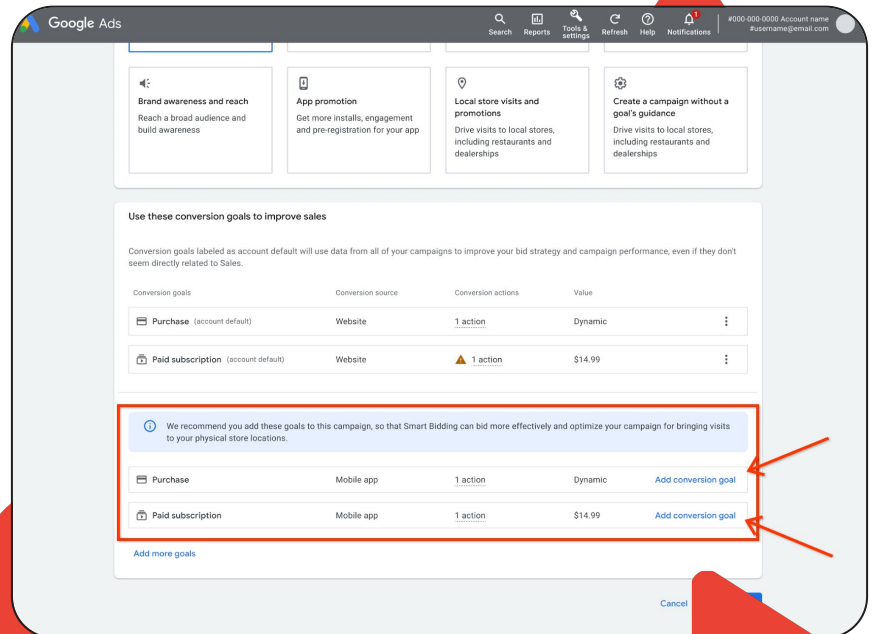 Google Ads
Search
Reports
Tools & settings
Refresh
Help
1
Notifications
#000-000-0000 Account name
#username@email.com
Brand awareness and reach
Reach a broad audience and
build awareness
App promotion
Get more installs, engagement
and pre-registration for your app
Local store visits and
promotions
Drive visits to local stores,
including restaurants and
dealerships
Create a campaign without a
goal's guidance
Drive visits to local stores,
including restaurants and
dealerships
Use these conversion goals to improve sales
Conversion goals labeled as account default will use data from all of your campaigns to improve your bid strategy and campaign performance, even if they don't
seem directly related to Sales.
Conversion goals Conversion source Conversion actions Value
Purchase (account default) Website 1 action Dynamic
Paid subscription (account default) Website 1 action $14.99
We recommend you add these goals to this campaign, so that Smart Bidding can bid more effectively and optimize your campaign for bringing visits
to your physical store locations.
Purchase Mobile app 1 action Dynamic Add conversion goal
Paid subscription Mobile app 1 action $14.99 Add conversion goal
Add more goals
Cancel